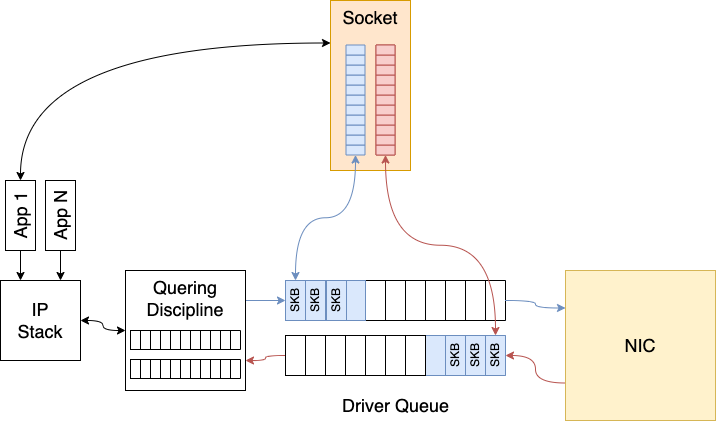 Socket
App 1
App N
IP
Stack
Quering
Discipline
SKB
SKB
SKB
SKB
SKB
SKB
NIC
Driver Queue